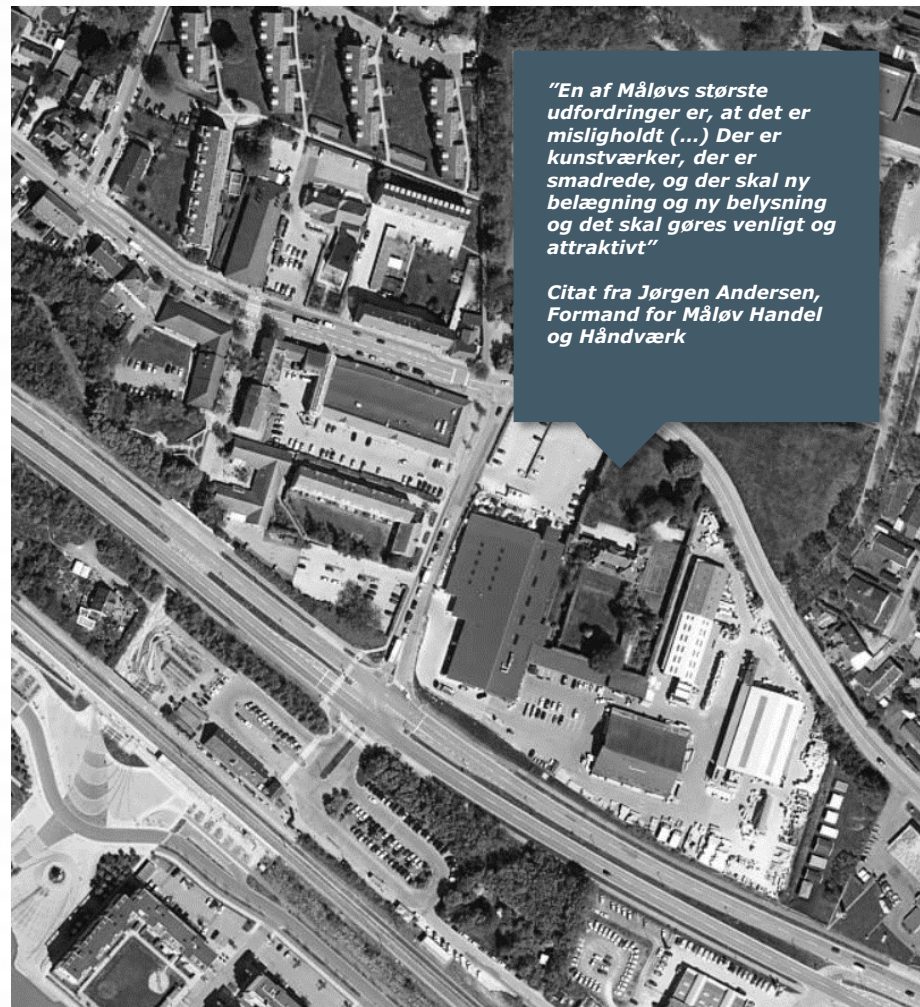 ”En af Måløvs største
udfordringer er, at det er
misligholdt (...) Der er
kunstværker, der er
smadrede, og der skal ny
belægning og ny belysning
og det skal gøres venligt og
attraktivt”
Citat fra Jørgen Andersen,
Formand for Måløv Handel
og Håndværk